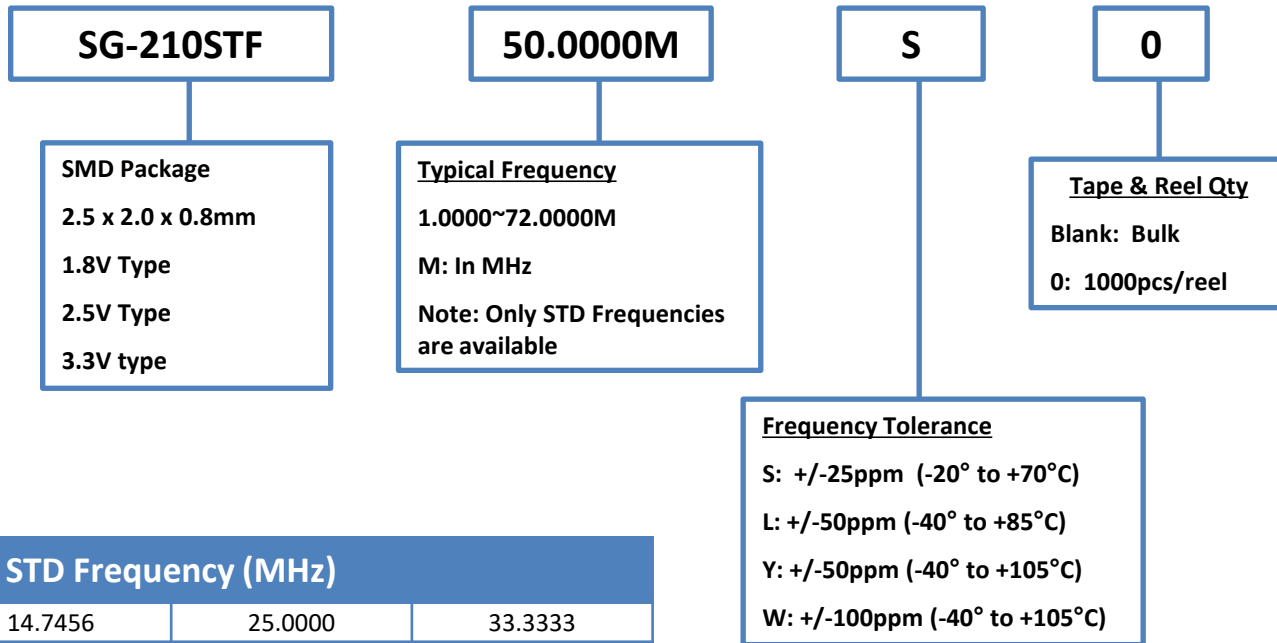 SG-210STF
50.0000M
S
0
SMD Package
2.5 x 2.0 x 0.8mm
1.8V Type
2.5V Type
3.3V type
Typical Frequency
1.0000~72.0000M
M: In MHz
Note: Only STD Frequencies
are available
Tape & Reel Qty
Blank: Bulk
0: 1000pcs/reel
Frequency Tolerance
S: +/-25ppm (-20° to +70°C)
L: +/-50ppm (-40° to +85°C)
Y: +/-50ppm (-40° to +105°C)
W: +/-100ppm (-40° to +105°C)
STD Frequency (MHz)
14.7456 25.0000 33.3333